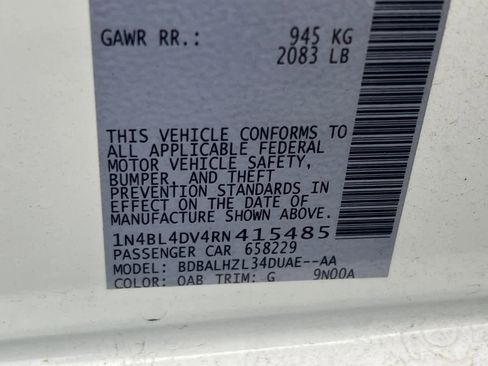 GAWR RR.: 945 KG
2083 LB
THIS VEHICLE CONFORMS TO
ALL APPLICABLE FEDERAL
MOTOR VEHICLE SAFETY,
BUMPER, AND THEFT
PREVENTION STANDARDS IN
EFFECT ON THE DATE OF
MANUFACTURE SHOWN ABOVE.
1N4BL4DV4RN415485
PASSENGER CAR 658229
MODEL: BDBALHZL34DUAE--AA
COLOR: QAB TRIM: G 9N00A